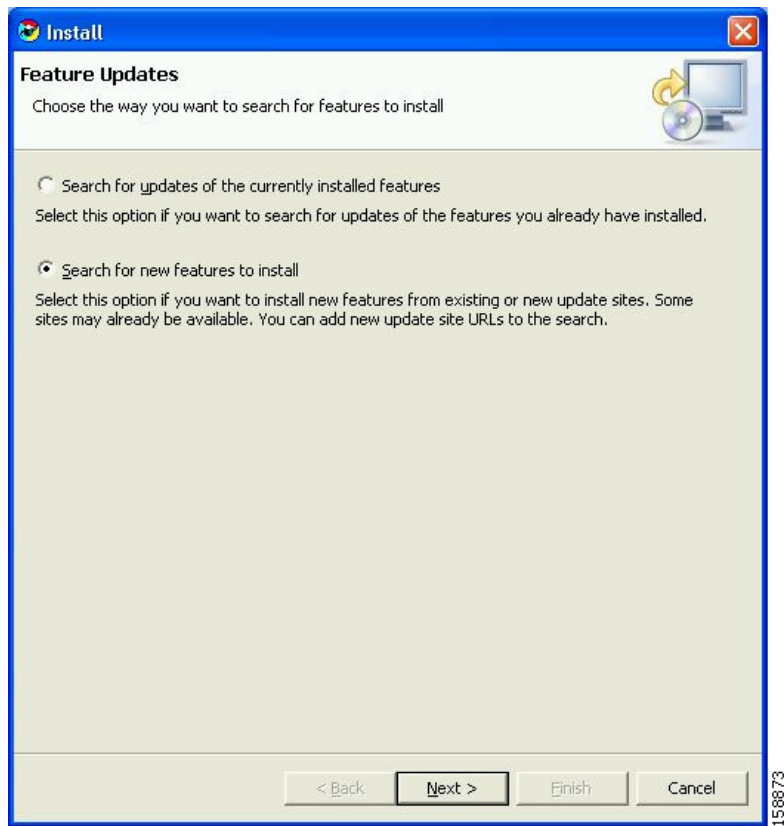 Install
Feature Updates
Choose the way you want to search for features to install
Search for updates of the currently installed features
Select this option if you want to search for updates of the features you already have installed.
Search for new features to install
Select this option if you want to install new features from existing or new update sites. Some
sites may already be available. You can add new update site URLs to the search.
< Back
Next >
Finish
Cancel
158873